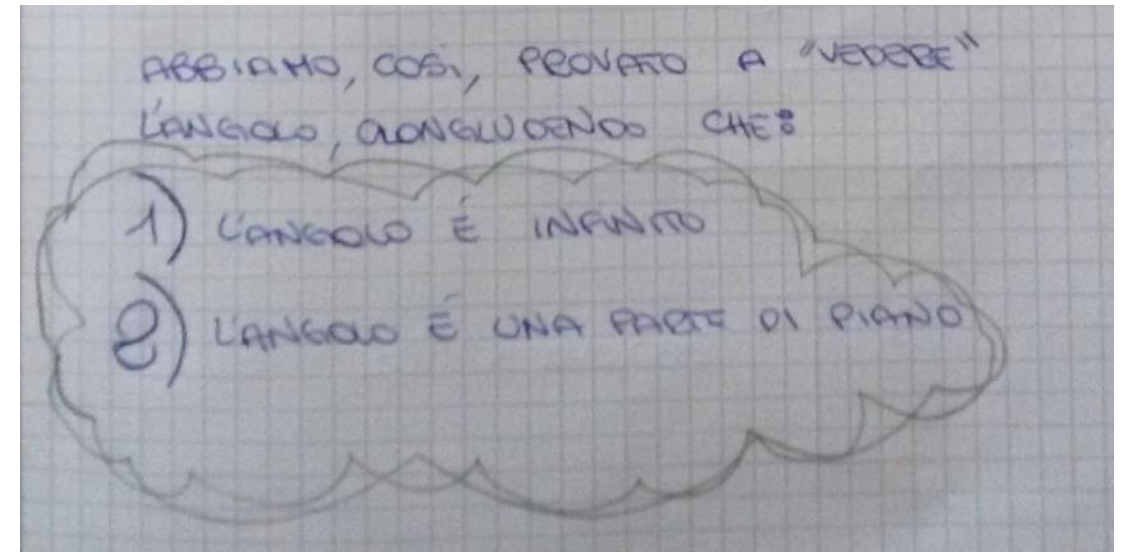 ABBIAMO, COSÌ, PROVATO A "VEDERE"
L'ANGOLO, CONCLUDENDO CHE:
1) L'ANGOLO É INFINITO
2) L'ANGOLO É UNA PARTE DI PIANO